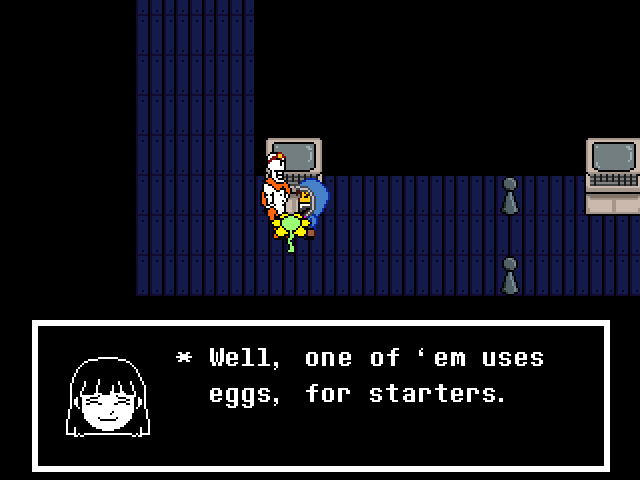 * Well, one of ‘em uses
eggs, for starters.